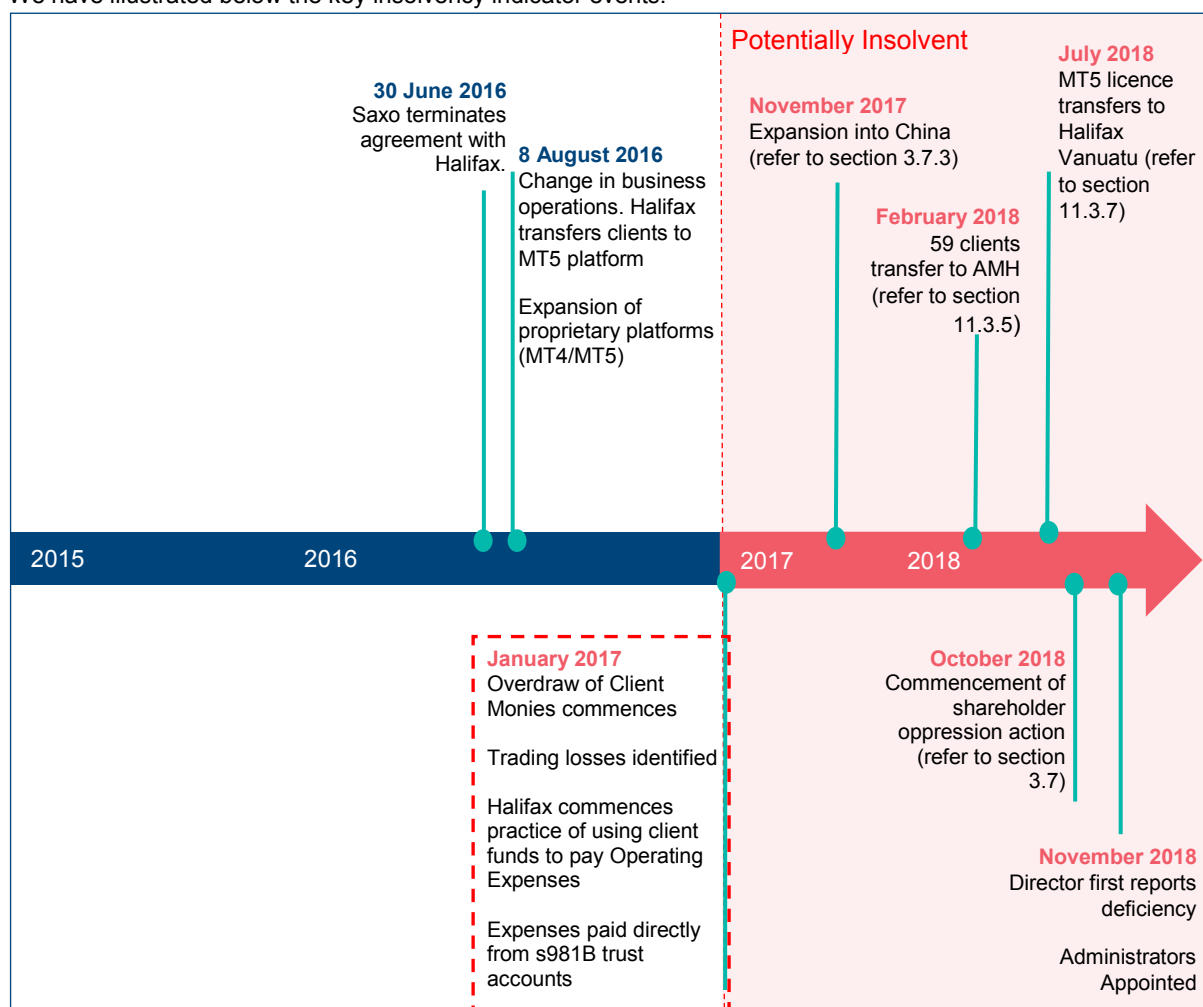 We have illustrated below the key insolvency indicator events.
Potentially Insolvent
30 June 2016
Saxo terminates
agreement with
Halifax.
8 August 2016
Change in business
operations. Halifax
transfers clients to
MT5 platform
Expansion of
proprietary platforms
(MT4/MT5)
November 2017
Expansion into China
(refer to section 3.7.3)
February 2018
59 clients
transfer to AMH
(refer to section
11.3.5)
July 2018
MT5 licence
transfers to
Halifax
Vanuatu (refer
to section
11.3.7)
2015
2016
2017
2018
January 2017
Overdraw of Client
Monies commences
Trading losses identified
Halifax commences
practice of using client
funds to pay Operating
Expenses
Expenses paid directly
from s981B trust
accounts
October 2018
Commencement of
shareholder
oppression action
(refer to section
3.7)
November 2018
Director first reports
deficiency
Administrators
Appointed